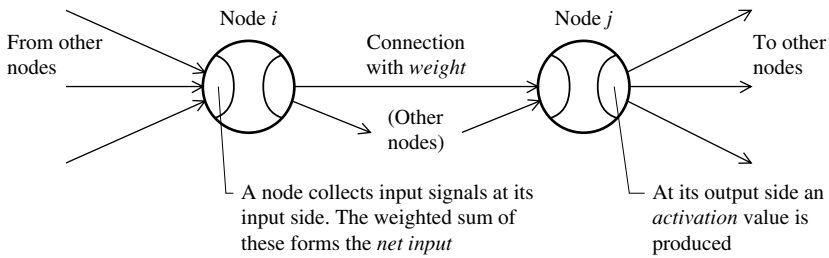 Node i
Node j
From other
nodes
Connection
with weight
To other
nodes
(Other
nodes)
A node collects input signals at its
input side. The weighted sum of
these forms the net input
At its output side an
activation value is
produced